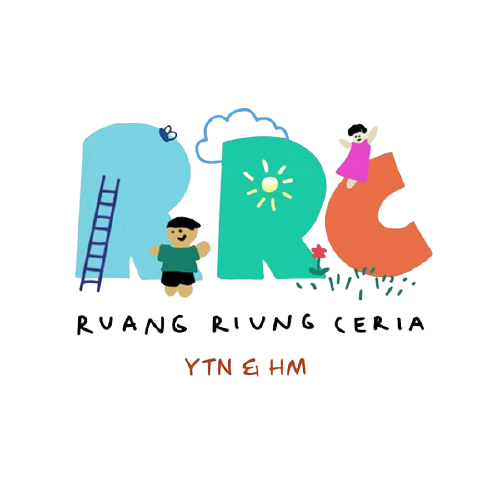 RRC
RUANG RIUNG CERIA
YTN & HM